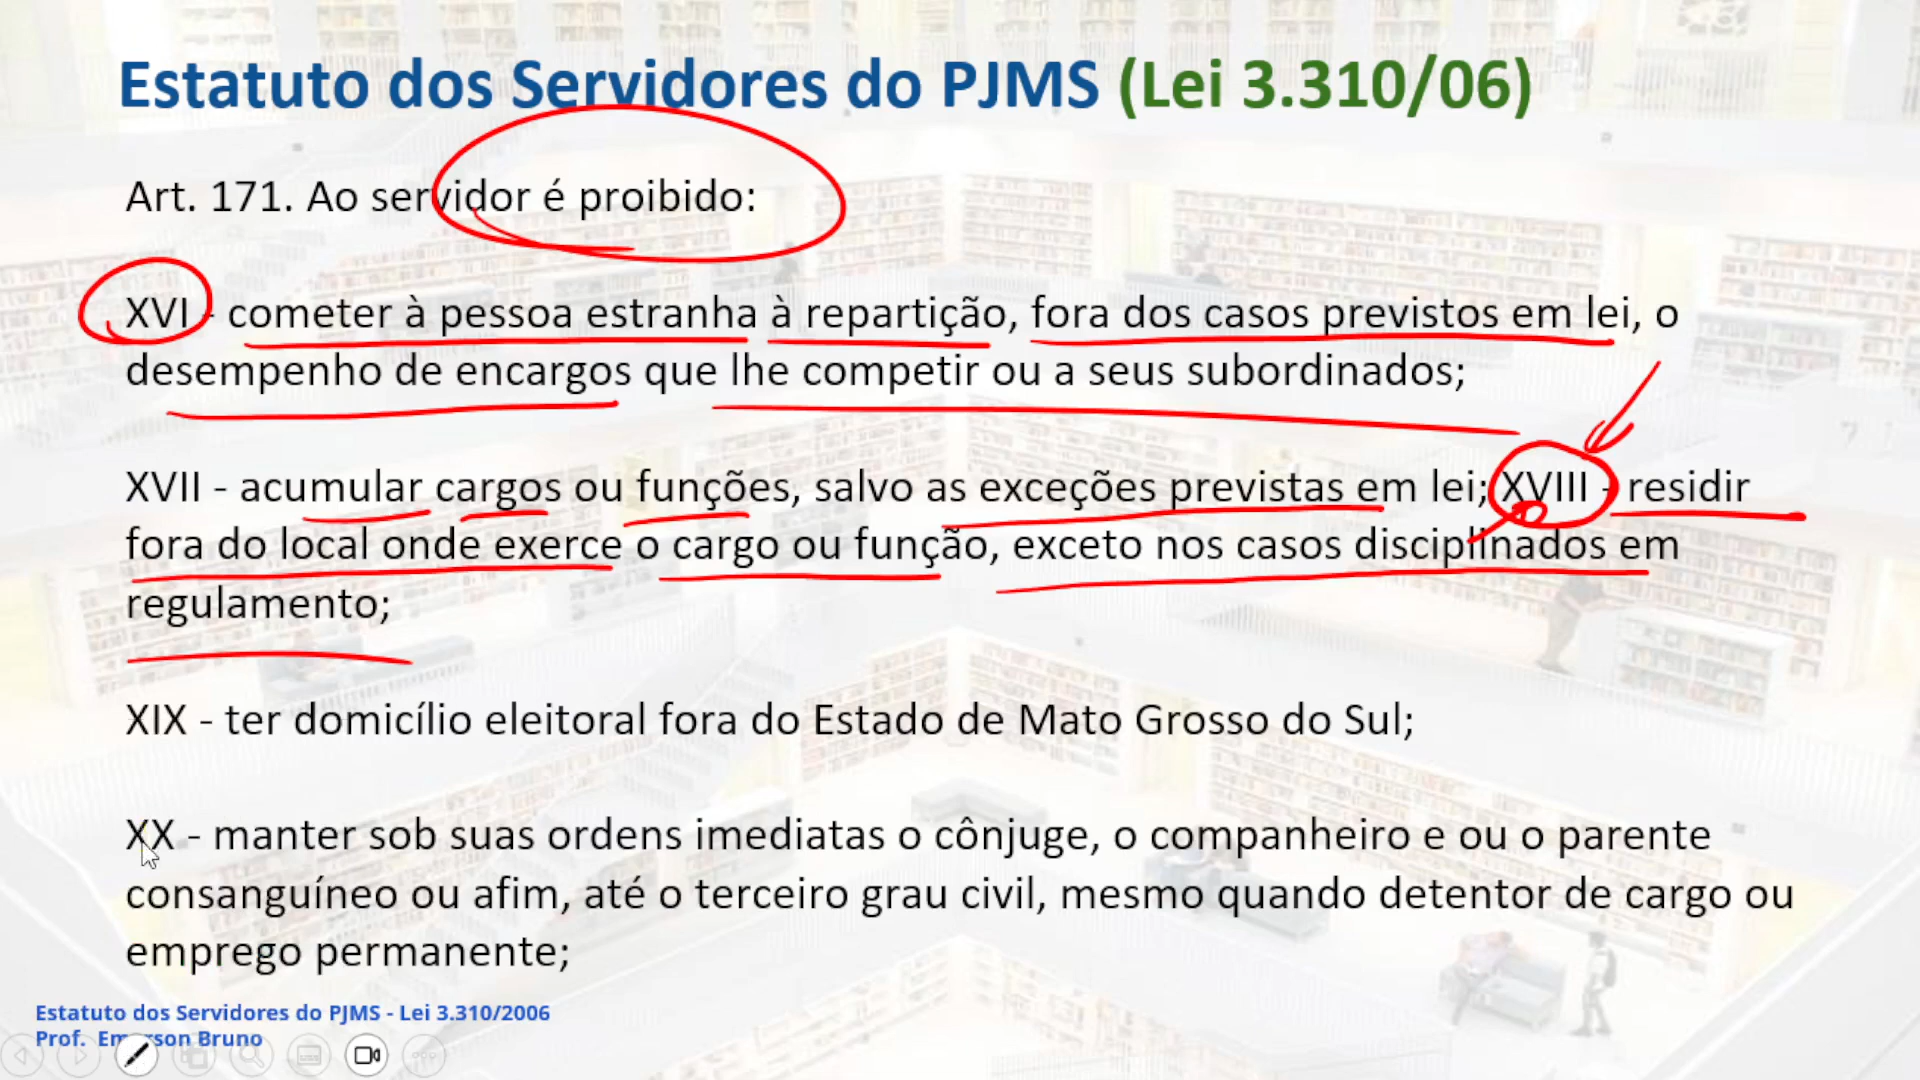 Estatuto dos Servidores do PJMS (Lei 3.310/06)
Art. 171. Ao servidor é proibido:
XVI - cometer à pessoa estranha à repartição, fora dos casos previstos em lei, o
desempenho de encargos que lhe competir ou a seus subordinados;
XVII - acumular cargos ou funções, salvo as exceções previstas em lei; XVIII - residir
fora do local onde exerce o cargo ou função, exceto nos casos disciplinados em
regulamento;
XIX - ter domicílio eleitoral fora do Estado de Mato Grosso do Sul;
XX - manter sob suas ordens imediatas o cônjuge, o companheiro e ou o parente
consanguíneo ou afim, até o terceiro grau civil, mesmo quando detentor de cargo ou
emprego permanente;
Estatuto dos Servidores do PJMS - Lei 3.310/2006
Prof. Emerson Bruno